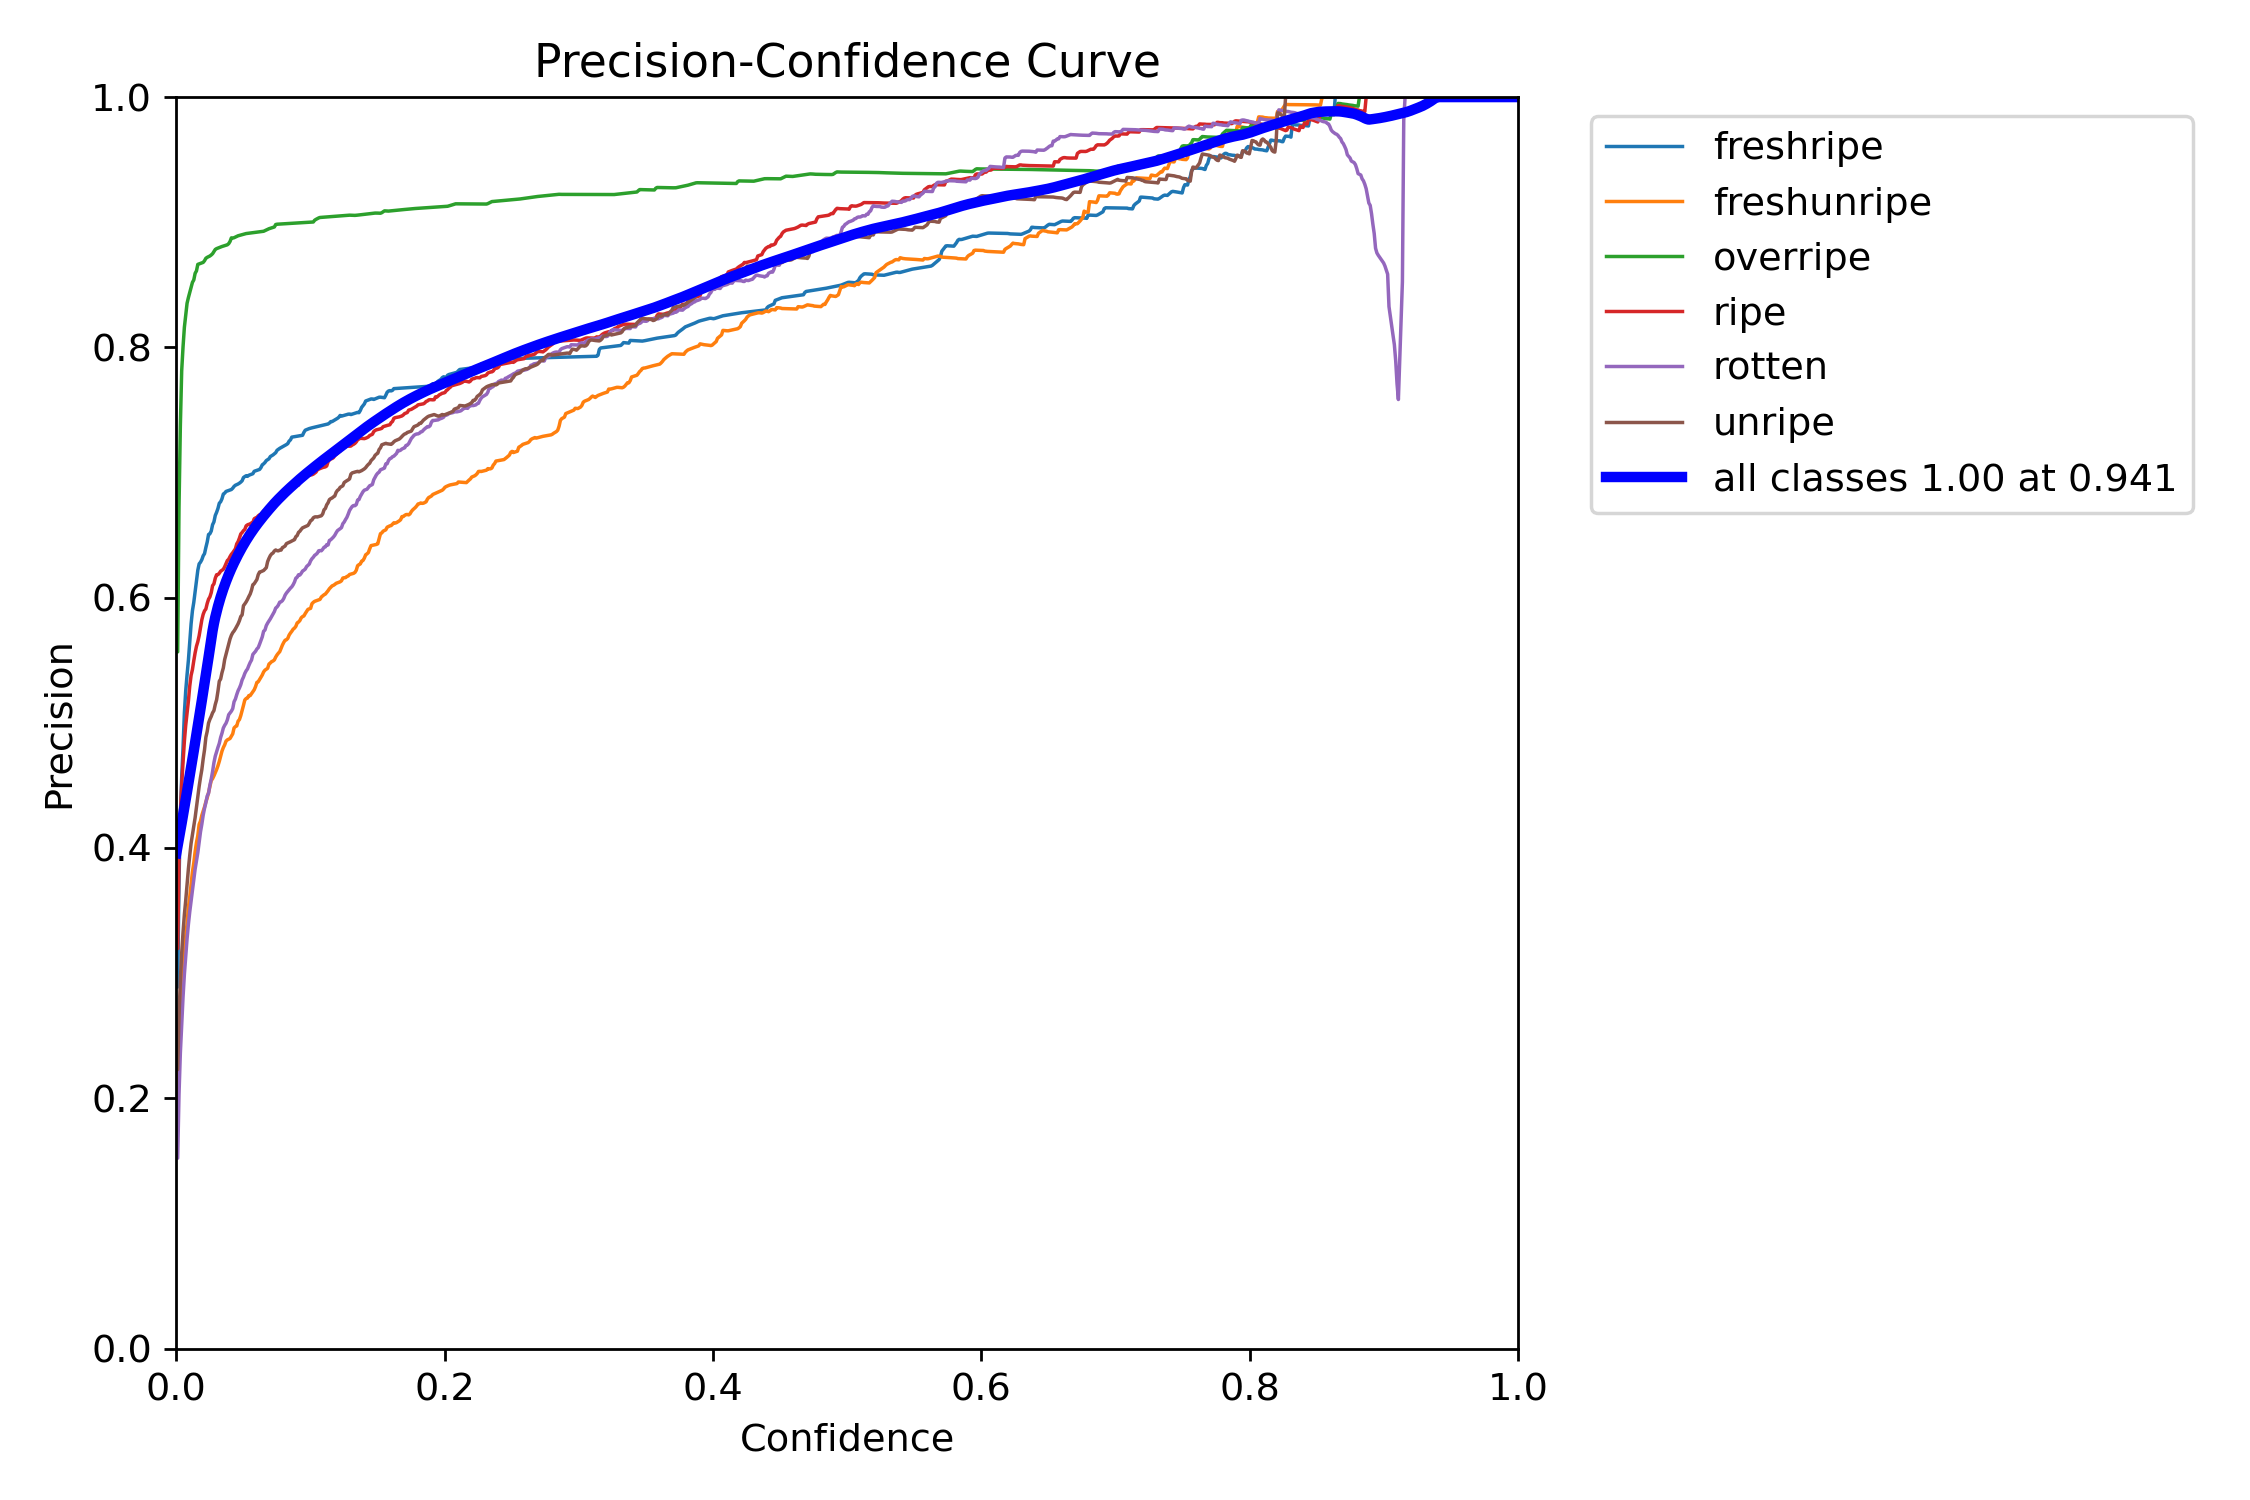 Precision-Confidence Curve
1.0
0.8
0.6
0.4
0.2
0.0
Precision
0.0 0.2 0.4 0.6 0.8 1.0
Confidence
freshripe
freshunripe
overripe
ripe
rotten
unripe
all classes 1.00 at 0.941